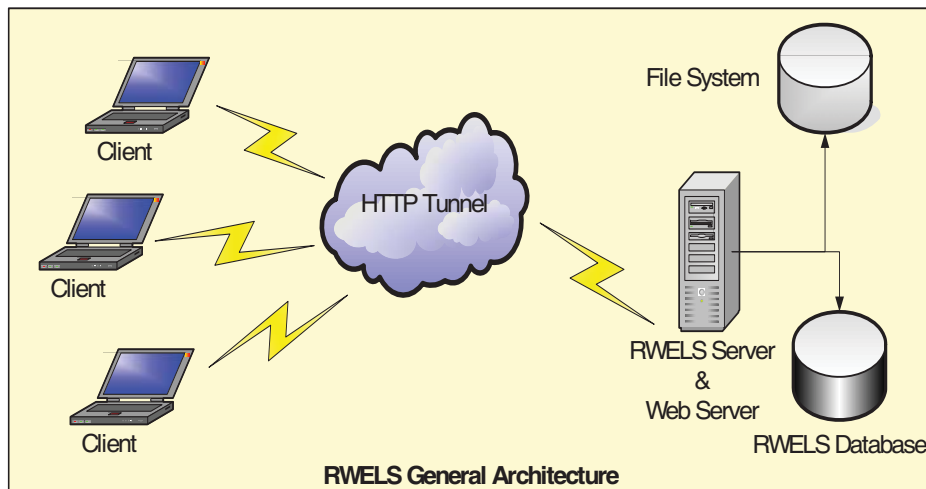 File System
Client
HTTP Tunnel
Client
RWELS Server
&
Web Server
Client
RWELS Database
RWELS General Architecture